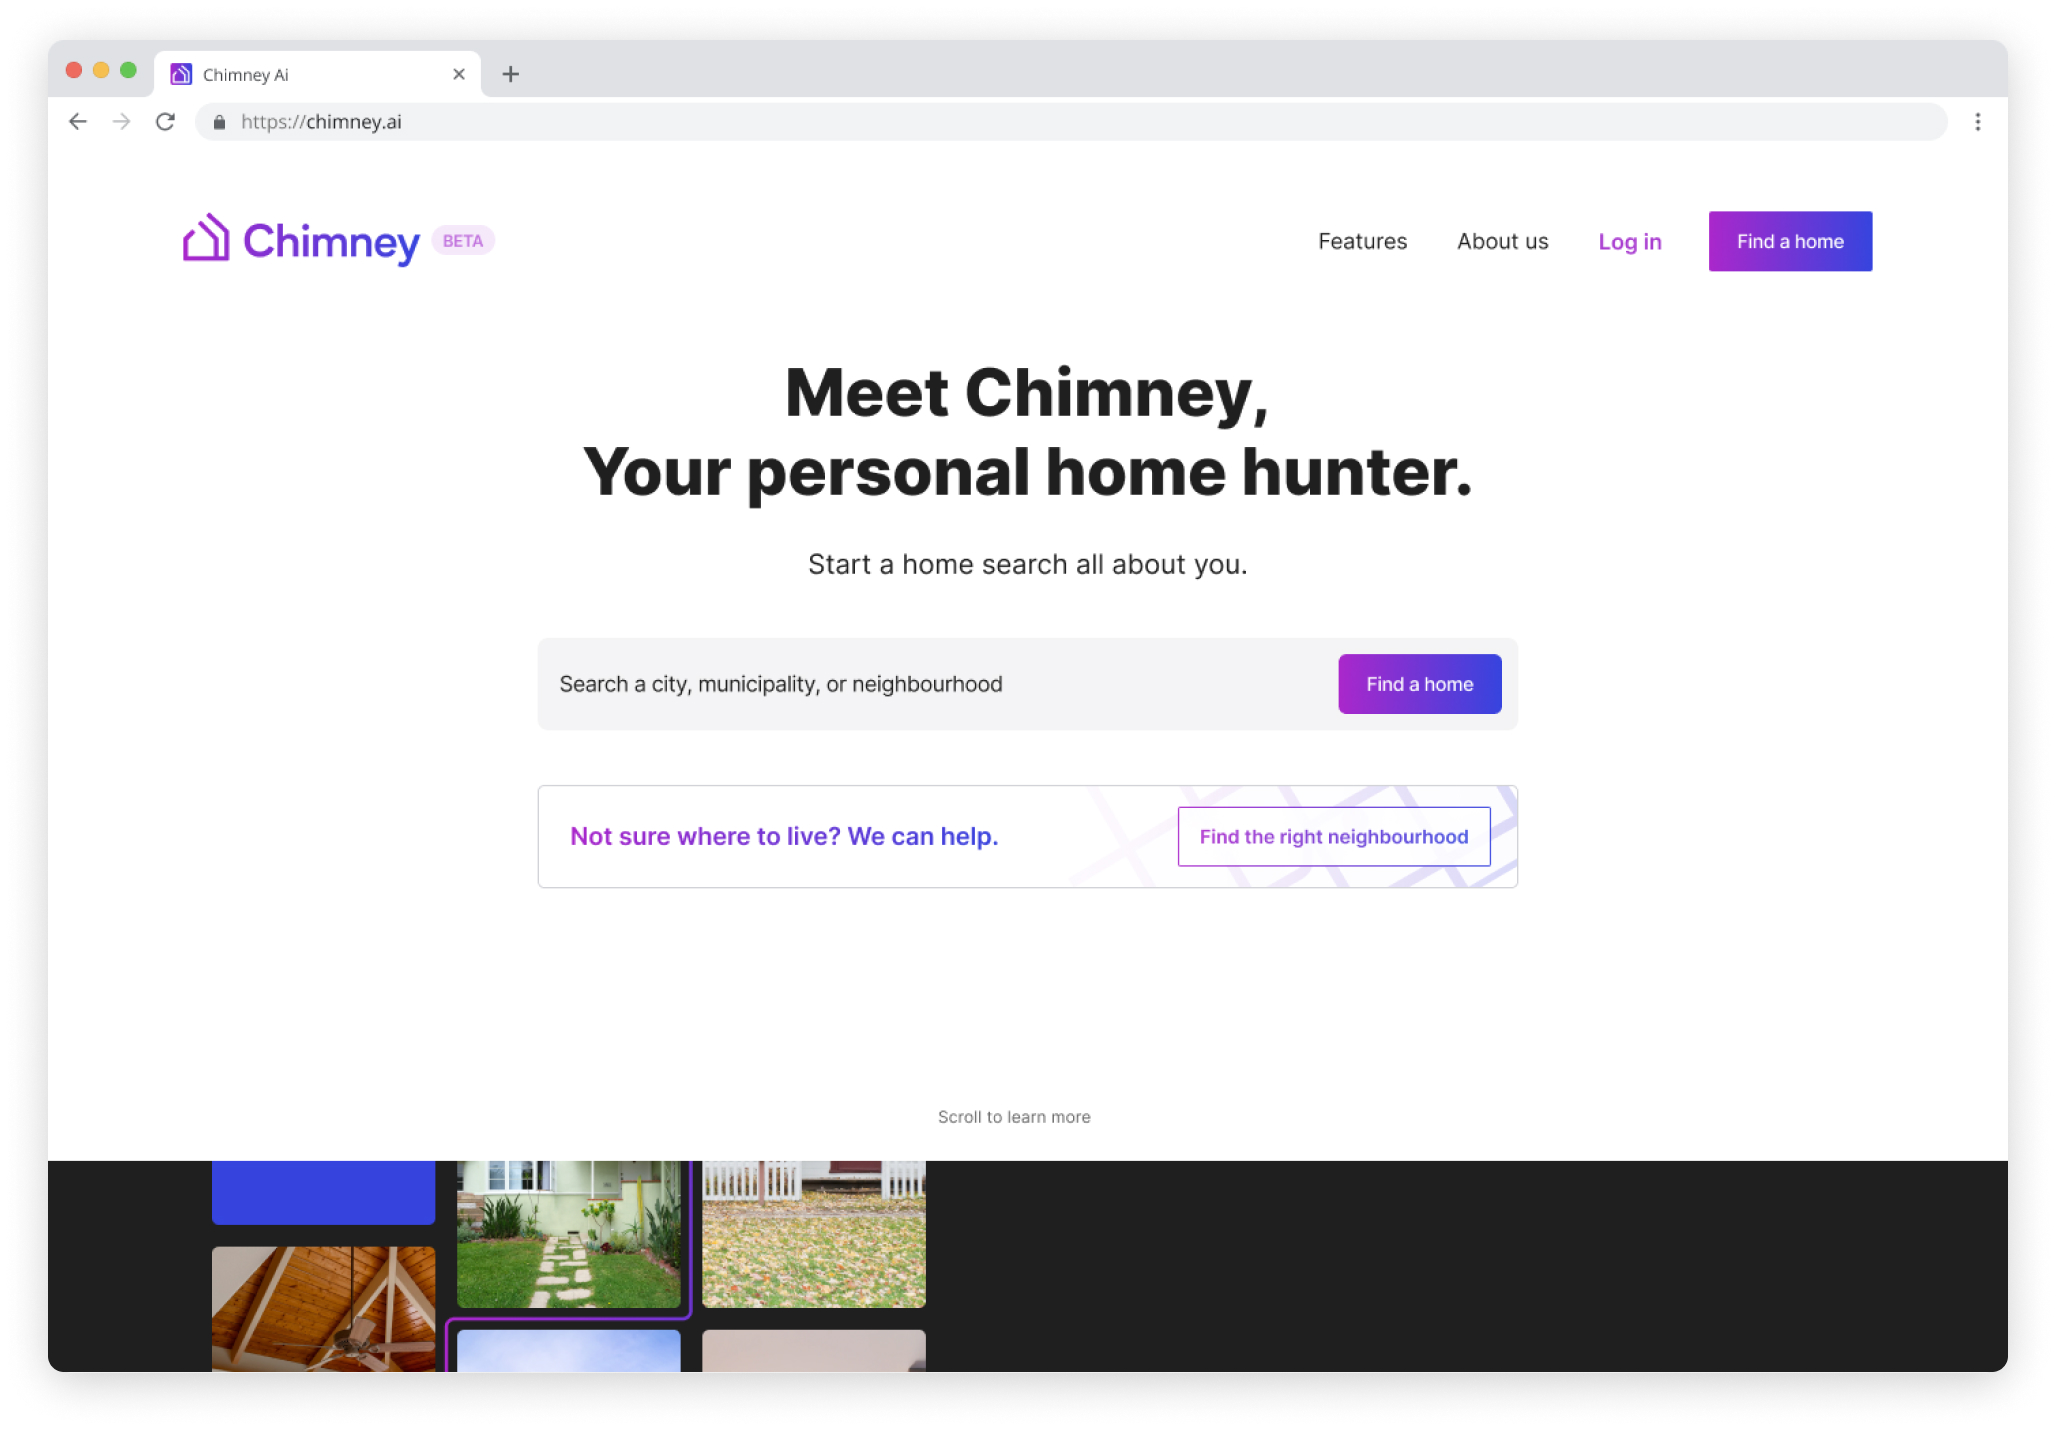 Chimney Ai
https://chimney.ai
Chimney BETA
Features About us Log in Find a home
Meet Chimney,
Your personal home hunter.
Start a home search all about you.
Search a city, municipality, or neighbourhood Find a home
Not sure where to live? We can help. Find the right neighbourhood
Scroll to learn more